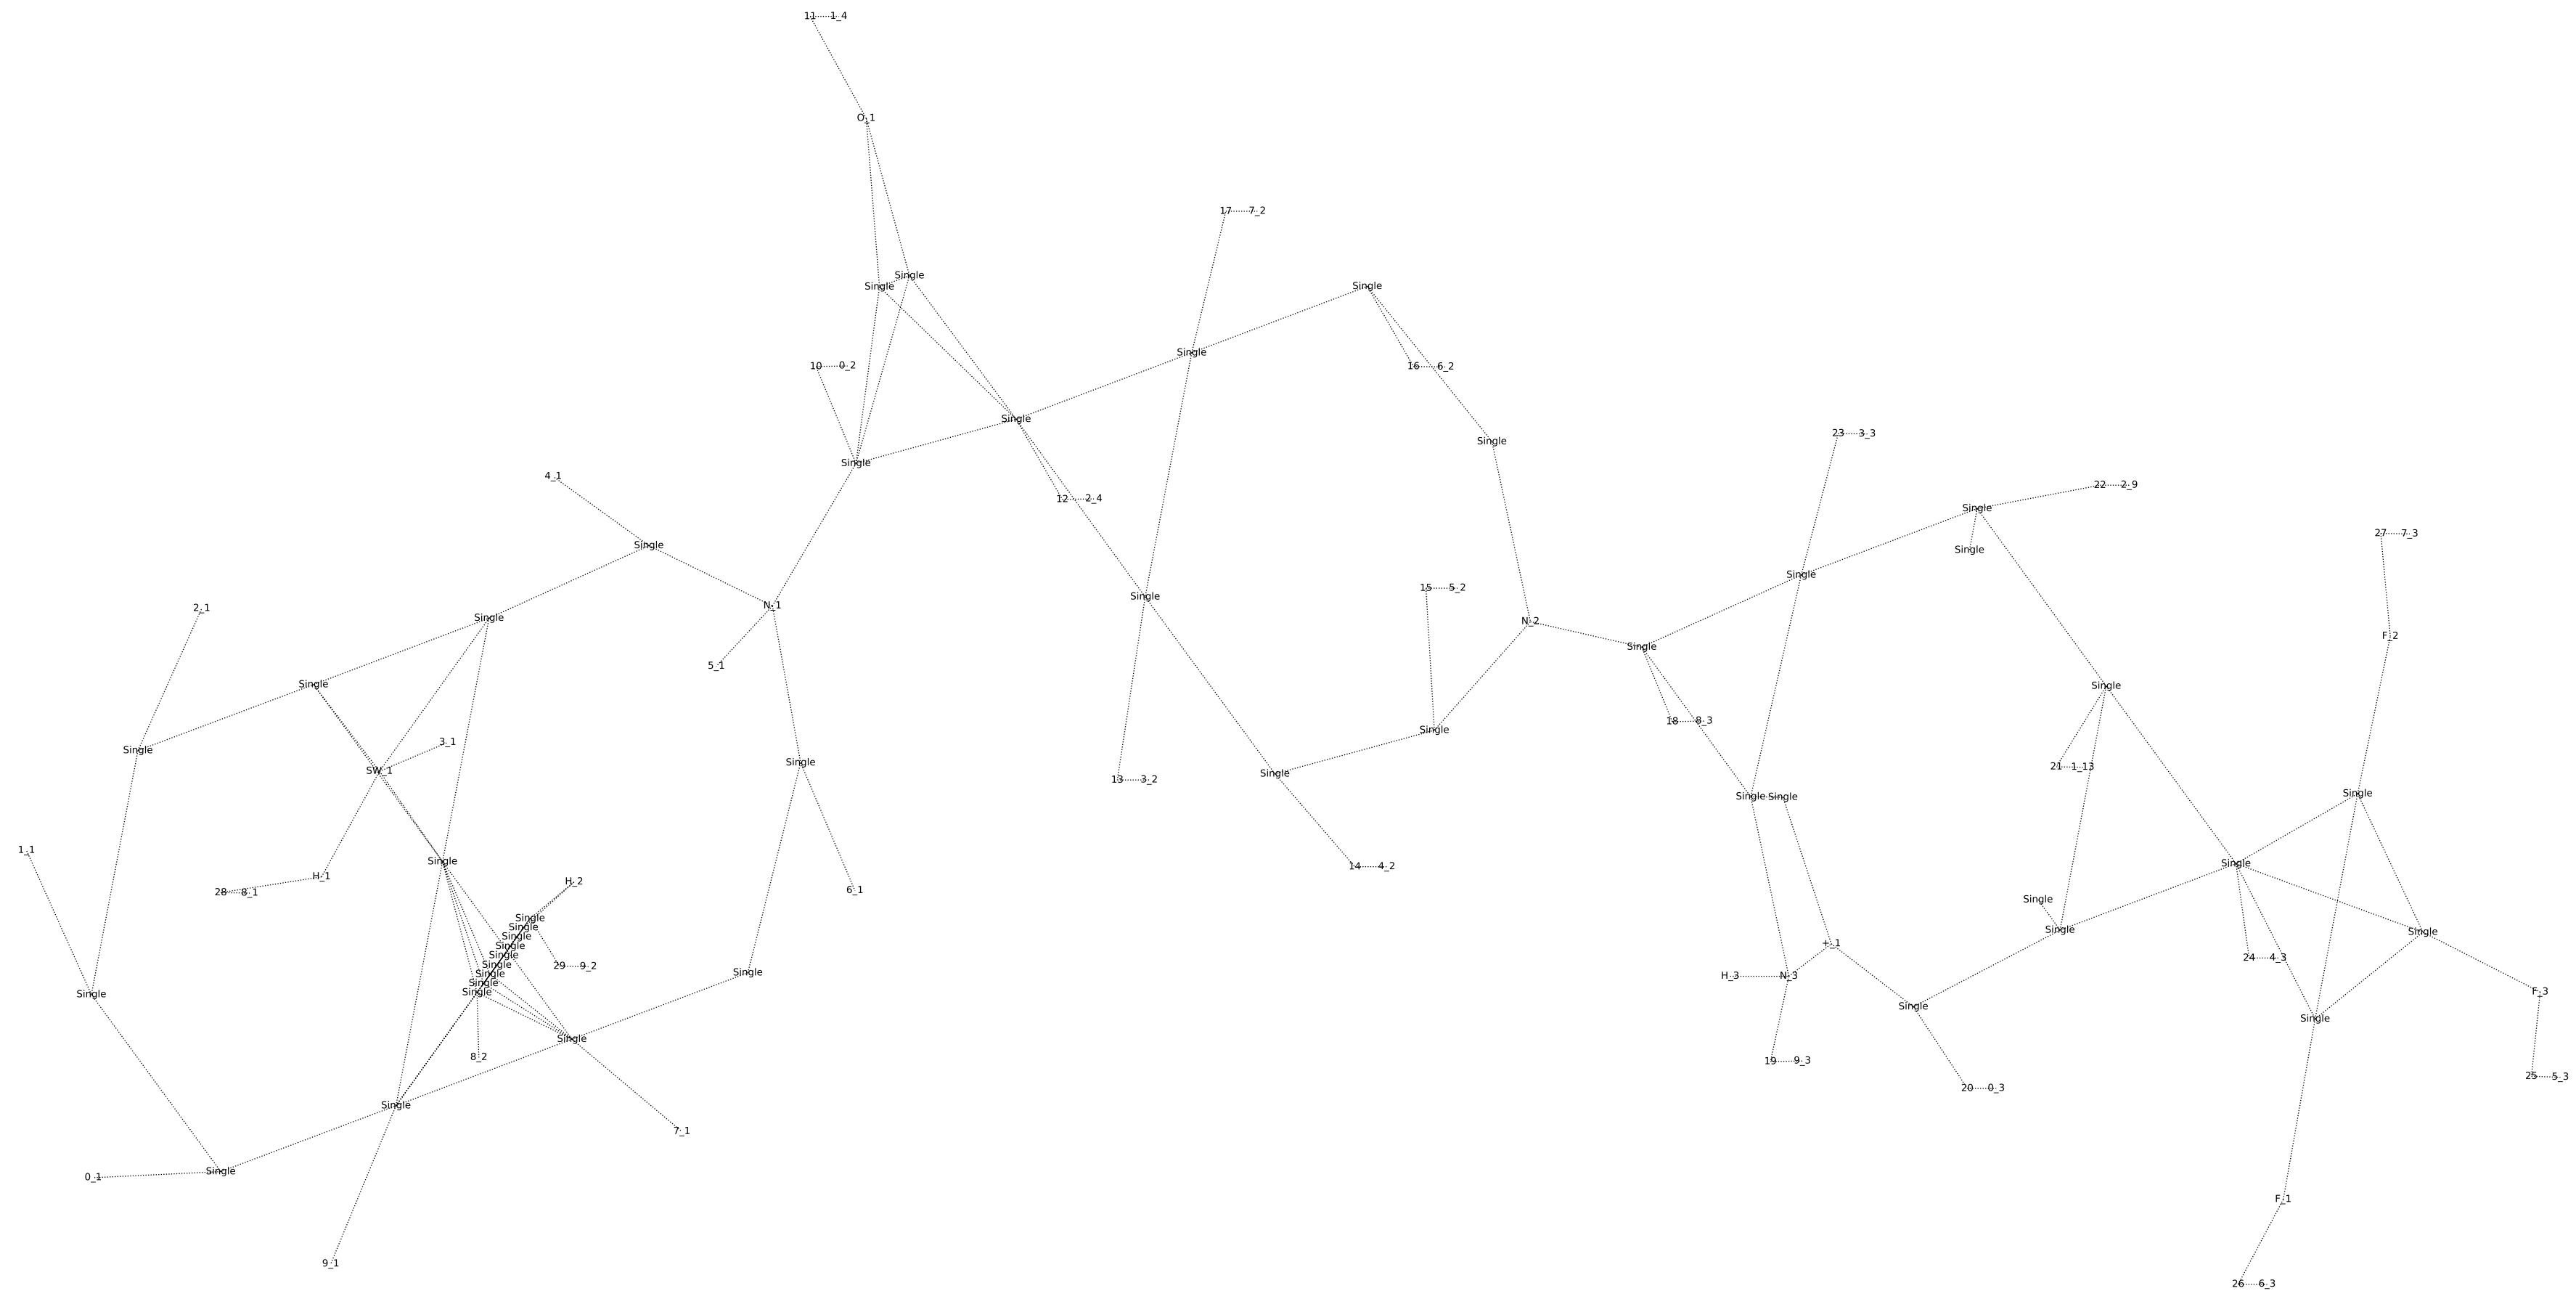 11 1_4
O_1
17 7_2
Single
Single
Single
Single
10 0_2
16 6_2
Single
23 3_3
Single
Single
4_1
22 2_9
12 2_4
Single
27 7_3
Single
Single
Single
15 5_2
Single
N_1
2_1
Single
N_2
F_2
Single
5_1
Single
Single
18 8_3
Single
3_1
Single
Single
21 1_13
SW_1
Single
13 3_2
Single
Single Single
1_1
Single
Single
14 4_2
H_1
H_2
28 8_1
6_1
Single
Single
Single
Single
Single
+_1
Single
Single
Single
24 4_3
Single
29 9_2
Single
Single
H_3 N_3
Single
Single
F_3
Single
Single
Single
Single
8_2
19 9_3
25 5_3
20 0_3
Single
7_1
Single
0_1
F_1
9_1
26 6_3